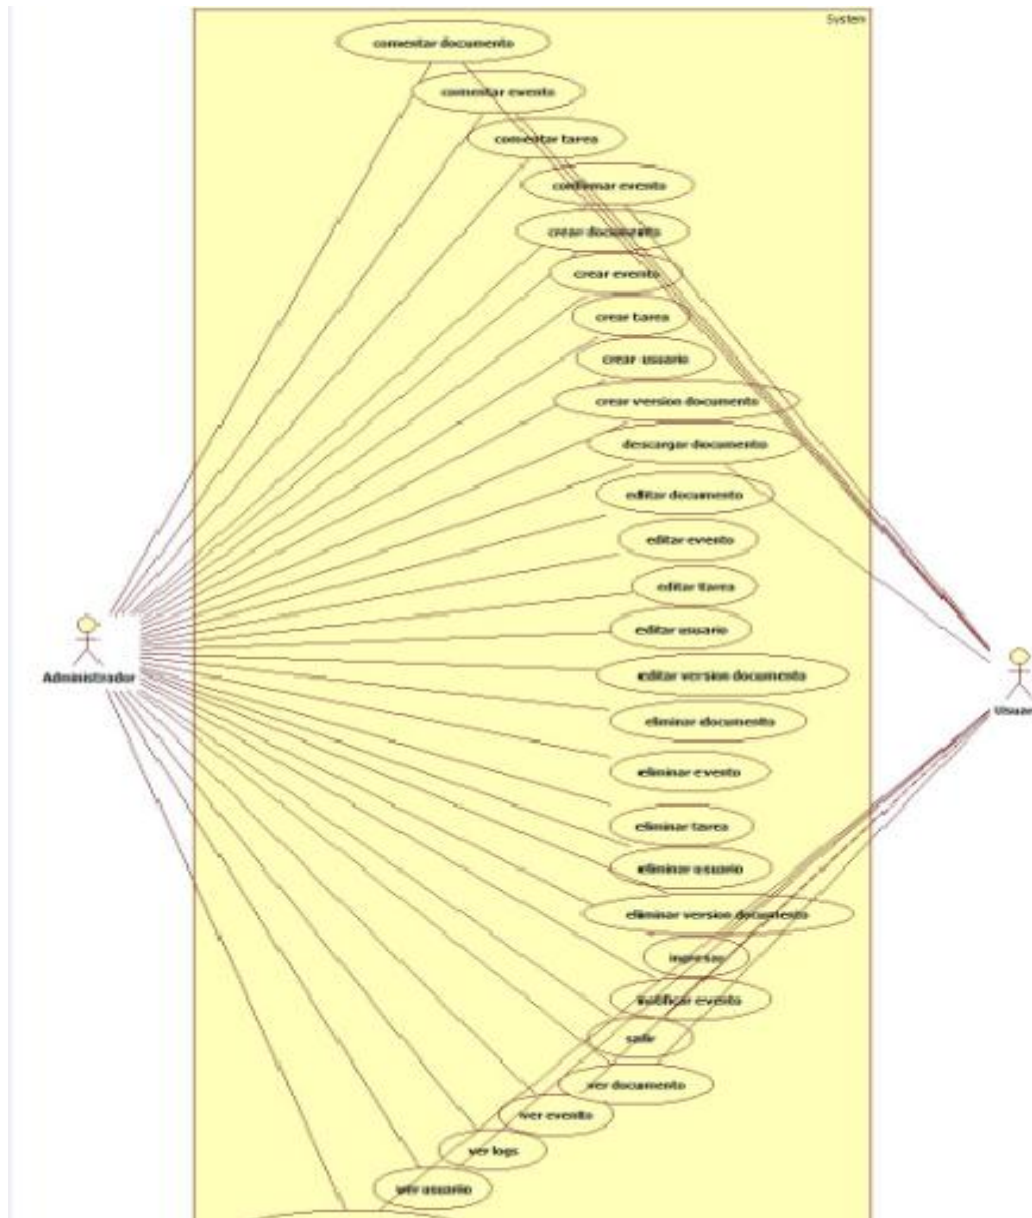 System
comentar documento
comentar evento
comentar tarea
confirmar evento
crear documento
crear evento
crear tarea
crear usuario
crear version documento
descargar documento
editar documento
editar evento
editar tarea
editar usuario
Administrador
editar version documento
Usuar
eliminar documento
eliminar evento
eliminar tarea
eliminar usuario
eliminar version documento
ingresar
notificar evento
salir
ver documento
ver evento
ver logs
ver usuario